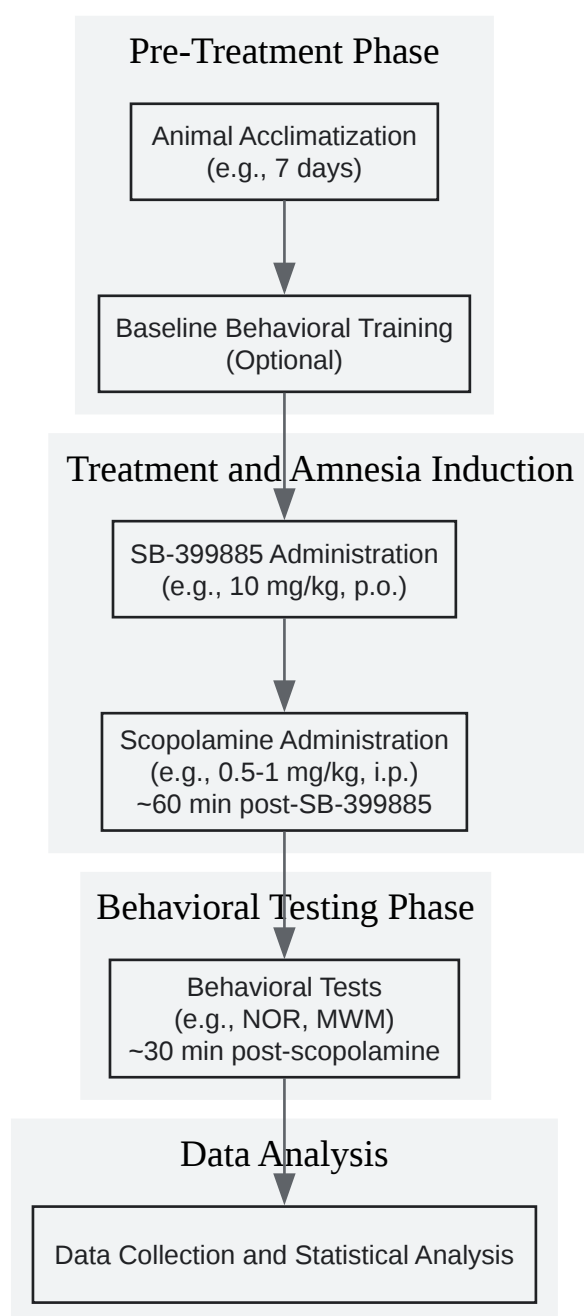 Pre-Treatment Phase
Animal Acclimatization
(e.g., 7 days)
Baseline Behavioral Training
(Optional)
Treatment and Amnesia Induction
SB-399885 Administration
(e.g., 10 mg/kg, p.o.)
Scopolamine Administration
(e.g., 0.5-1 mg/kg, i.p.)
~60 min post-SB-399885
Behavioral Testing Phase
Behavioral Tests
(e.g., NOR, MWM)
~30 min post-scopolamine
Data Analysis
Data Collection and Statistical Analysis